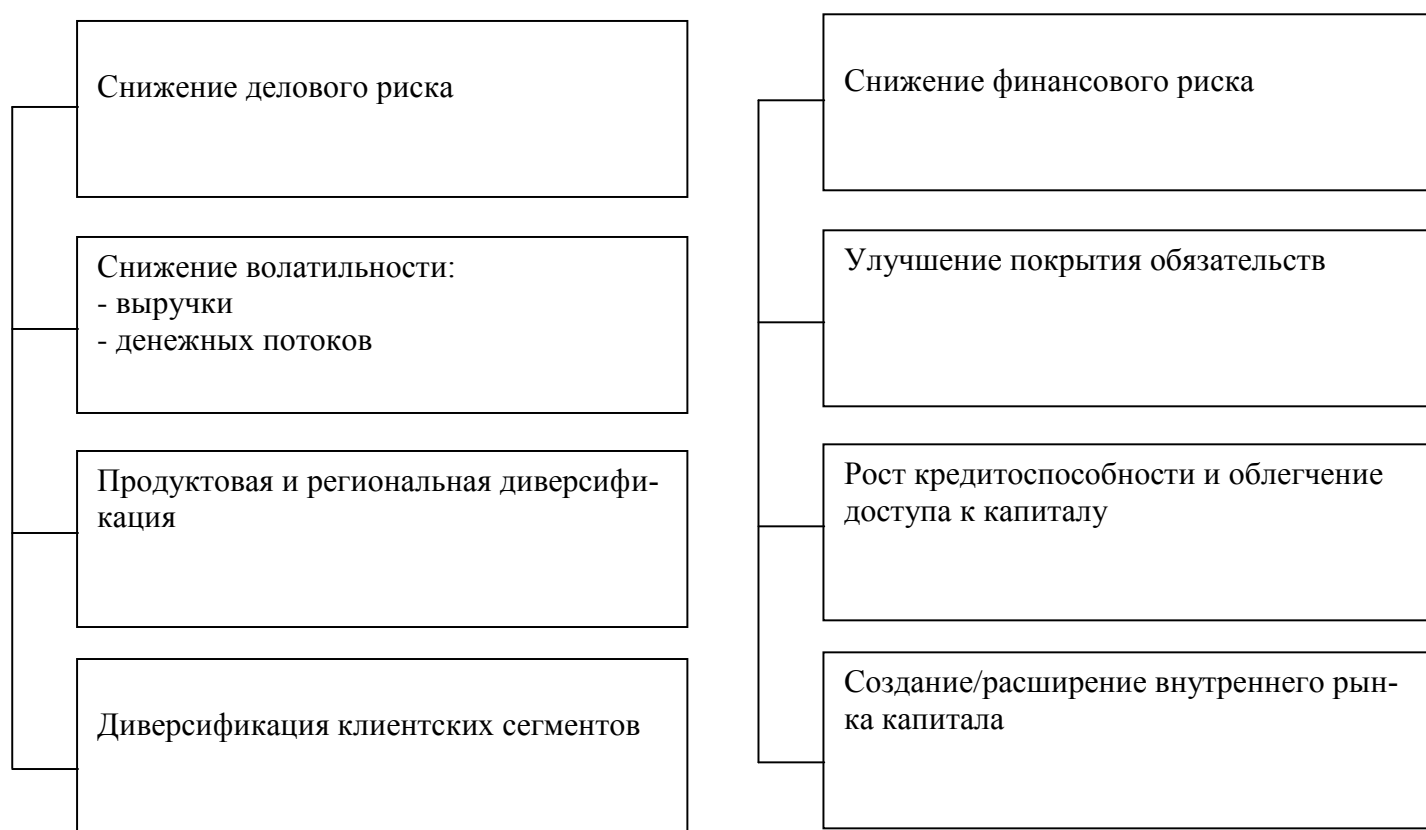 Снижение делового риска
Снижение волатильности:
- выручки
- денежных потоков
Продуктовая и региональная диверсифи-
кация
Диверсификация клиентских сегментов
Снижение финансового риска
Улучшение покрытия обязательств
Рост кредитоспособности и облегчение
доступа к капиталу
Создание/расширение внутреннего рын-
ка капитала